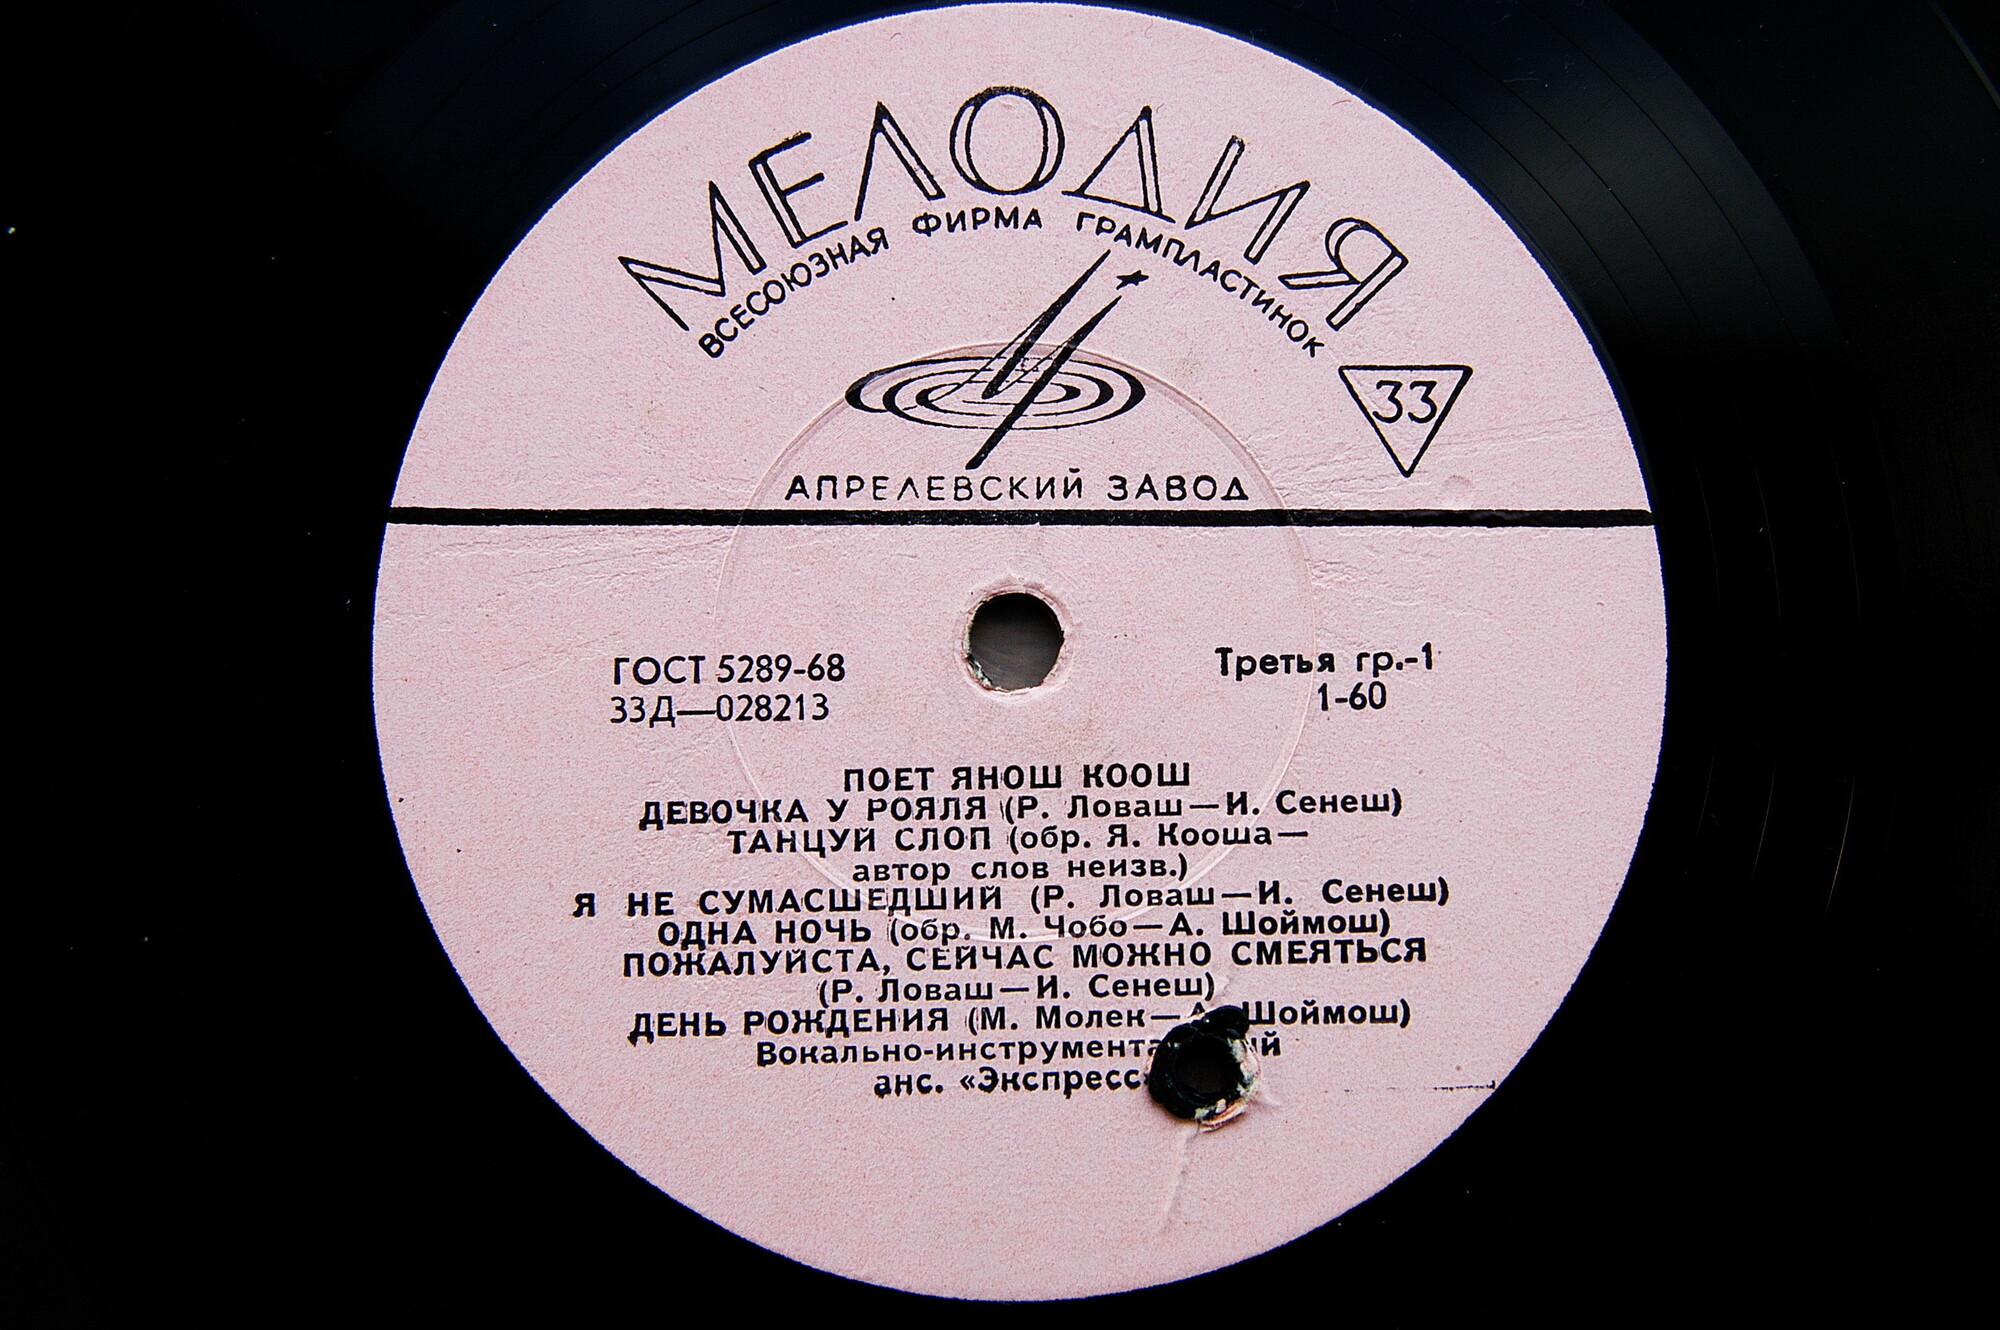 МЕЛОДИЯ
ВСЕСОЮЗНАЯ ФИРМА ГРАМПЛАСТИНОК
33
АПРЕЛЕВСКИЙ ЗАВОД
ГОСТ 5289-68
33Д—028213
Третья гр.-1
1-60
ПОЕТ ЯНОШ КООШ
ДЕВОЧКА У РОЯЛЯ (Р. Ловаш—И. Сенеш)
ТАНЦУЙ СЛОП (обр. Я. Кооша—
автор слов неизв.)
Я НЕ СУМАСШЕДШИЙ (Р. Ловаш—И. Сенеш)
ОДНА НОЧЬ (обр. М. Чобо—А. Шоймош)
ПОЖАЛУЙСТА, СЕЙЧАС МОЖНО СМЕЯТЬСЯ
(Р. Ловаш—И. Сенеш)
ДЕНЬ РОЖДЕНИЯ (М. Молек—А. Шоймош)
анс. «Экспресс»